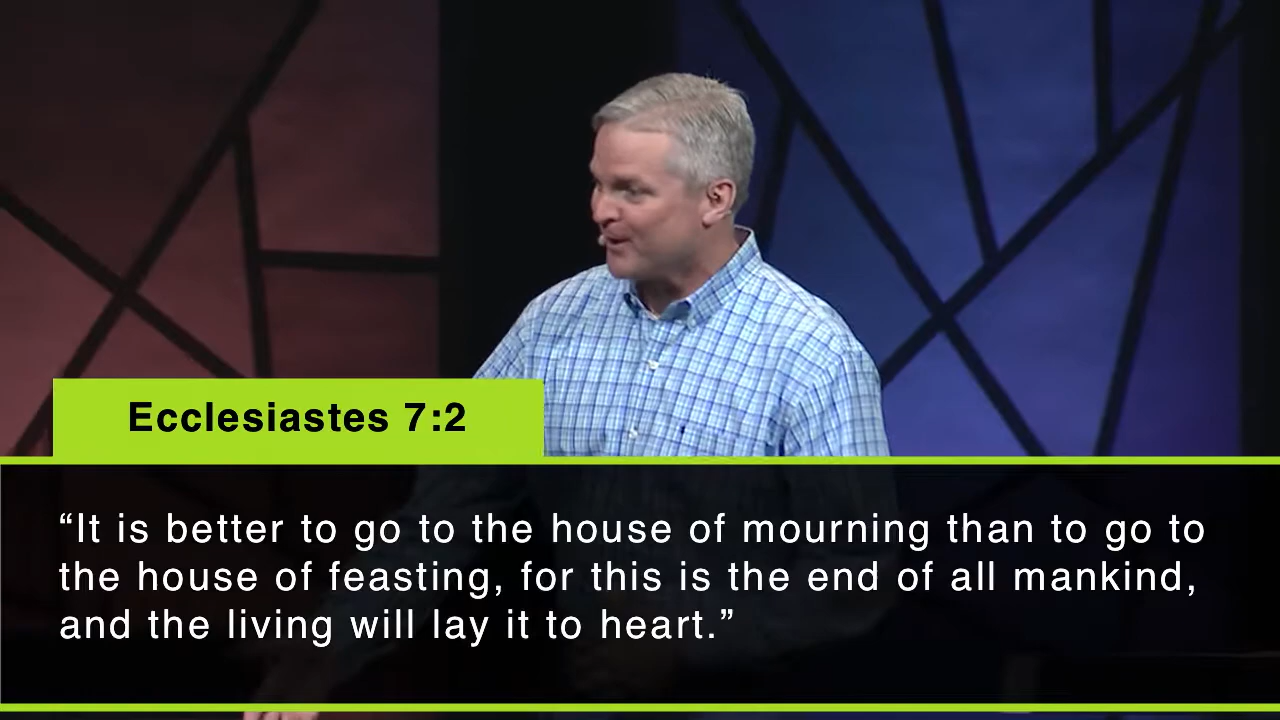 Ecclesiastes 7:2
“It is better to go to the house of mourning than to go to
the house of feasting, for this is the end of all mankind,
and the living will lay it to heart.”